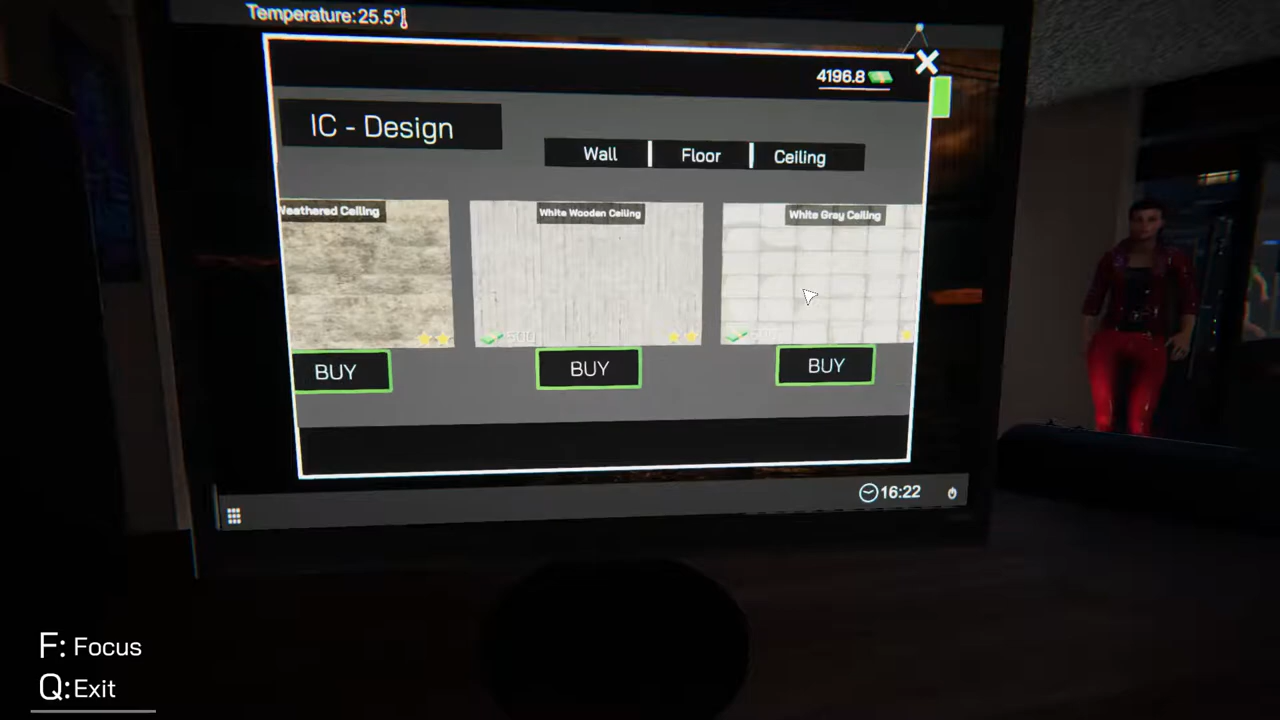 Temperature: 25.5°
4196.8
IC - Design
Wall
Floor
Ceiling
Weathered Ceiling
White Wooden Ceiling
White Gray Ceiling
500
BUY
BUY
BUY
16:22
F: Focus
Q: Exit